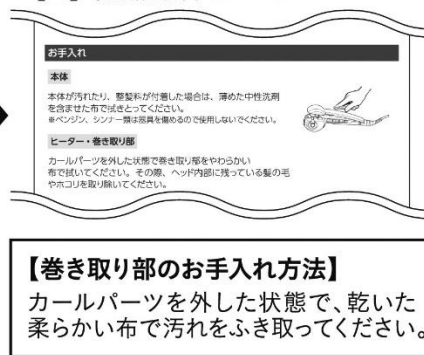 お手入れ
本体
本体が汚れたり、整髪料が付着した場合は、薄めた中性洗剤
を含ませた布で拭きとってください。
※ベンジン、シンナー類は器具を傷めるので使用しないでください。
ヒーター・巻き取り部
カールパーツを外した状態で巻き取り部をやわらかい
布で拭いてください。その際、ヘッド内部に残っている髪の毛
やホコリを取り除いてください。
【巻き取り部のお手入れ方法】
カールパーツを外した状態で、乾いた
柔らかい布で汚れをふき取ってください。